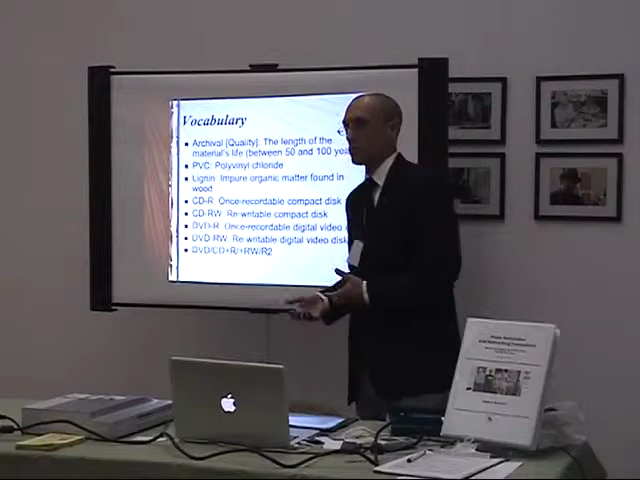 Vocabulary
Archival [Quality]: The length of the
material's life (between 50 and 100
PVC: Polyvinyl chloride
Lignin: Impure organic matter found in
wood
CD-R: Once-recordable compact disk
CD-RW: Re-writable compact disk
DVD-R: Once-recordable digital video
DVD-RW: Re-writable digital video disk
DVD/CD+R/+RW/R2